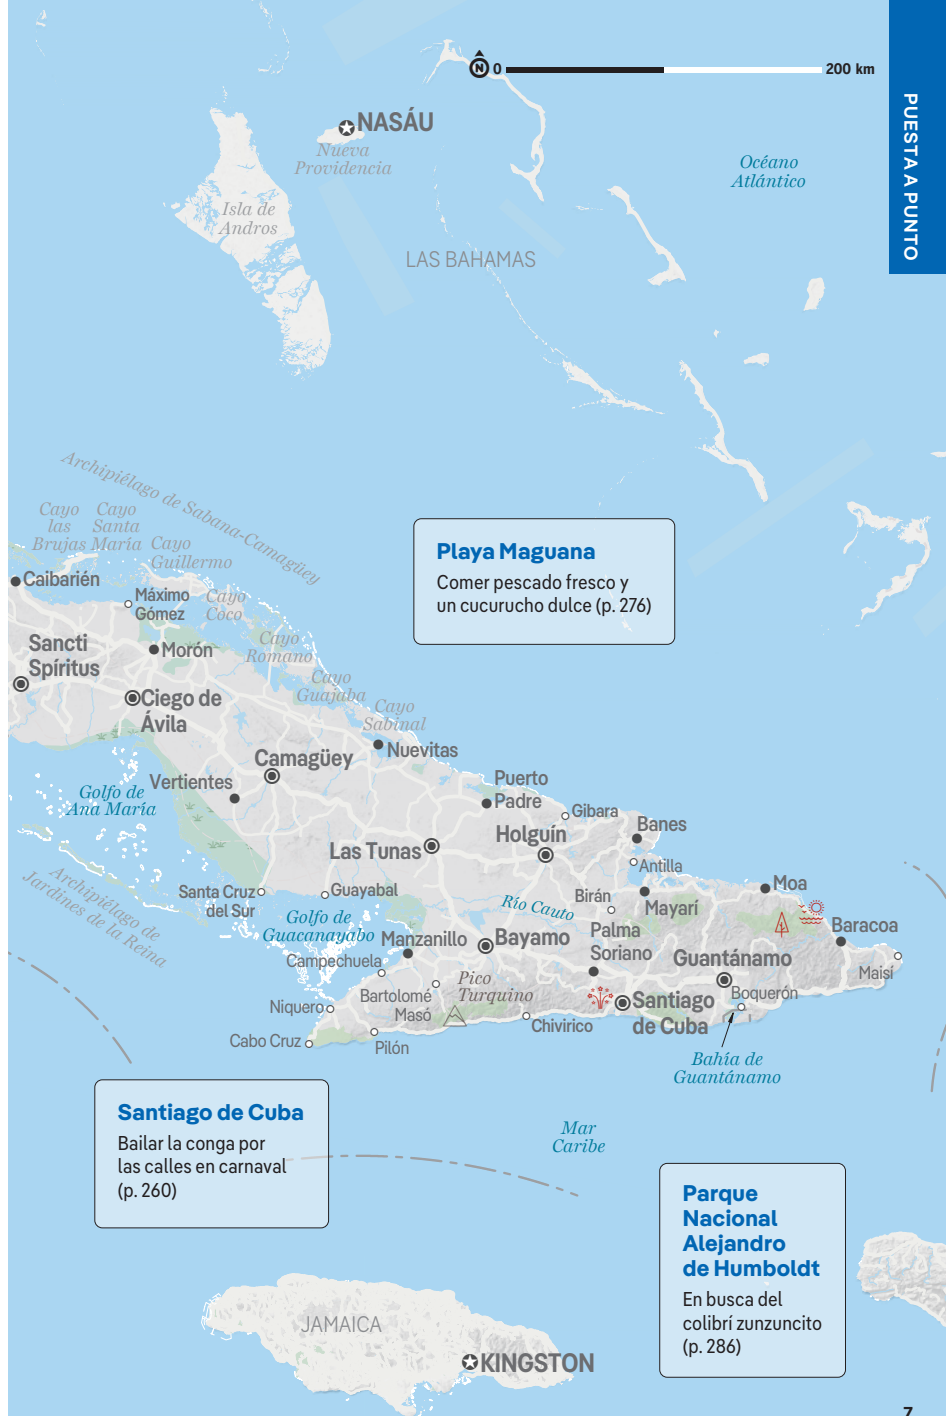 0
200 km
N
PUESTA A PUNTO
NASÁU
Nueva
Providencia
Océano
Atlántico
Isla de
Andros
LAS BAHAMAS
Archipiélago de Sabana-Camagüey
Cayo
las
Brujas
Cayo
Santa
María
Cayo
Guillermo
Playa Maguana
Comer pescado fresco y
un cucurucho dulce (p. 276)
Caibarién
Máximo
Gómez
Cayo
Coco
Sancti
Spíritus
Morón
Cayo
Romano
Cayo
Guajaba
Ciego de
Ávila
Cayo
Sabinal
Nuevitas
Camagüey
Vertientes
Golfo de
Ana María
Puerto
Padre
Gibara
Holguín
Banes
Las Tunas
Antilla
Archipiélago de
Jardines de la Reina
Santa Cruz
del Sur
Guayabal
Birán
Mayarí
Moa
Golfo de
Guacanayabo
Río Cauto
Manzanillo
Bayamo
Palma
Soriano
Baracoa
Campechuela
Guantánamo
Maisí
Pico
Turquino
Bartolomé
Masó
Boquerón
Niquero
Santiago
de Cuba
Chivirico
Cabo Cruz
Pilón
Bahía de
Guantánamo
Santiago de Cuba
Bailar la conga por
las calles en carnaval
(p. 260)
Mar
Caribe
Parque
Nacional
Alejandro
de Humboldt
En busca del
colibrí zunzuncito
(p. 286)
JAMAICA
KINGSTON
7